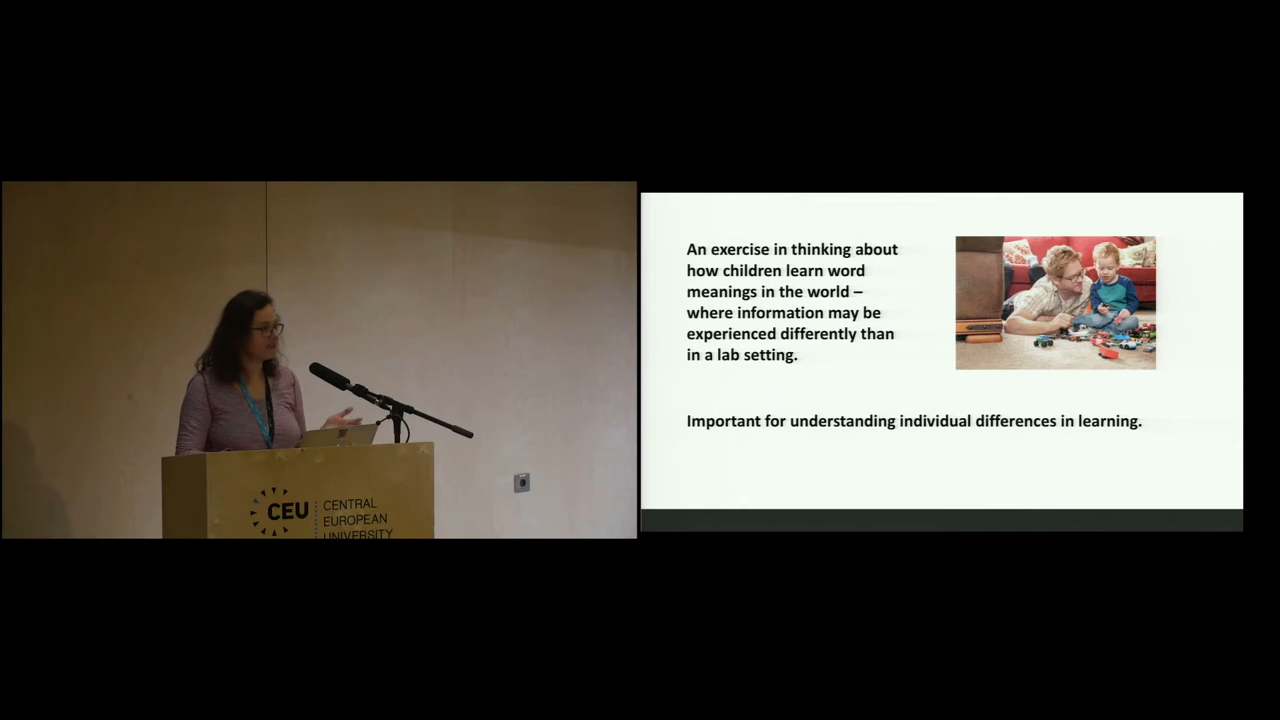 CEU
CENTRAL
EUROPEAN
UNIVERSITY
An exercise in thinking about
how children learn word
meanings in the world –
where information may be
experienced differently than
in a lab setting.
Important for understanding individual differences in learning.